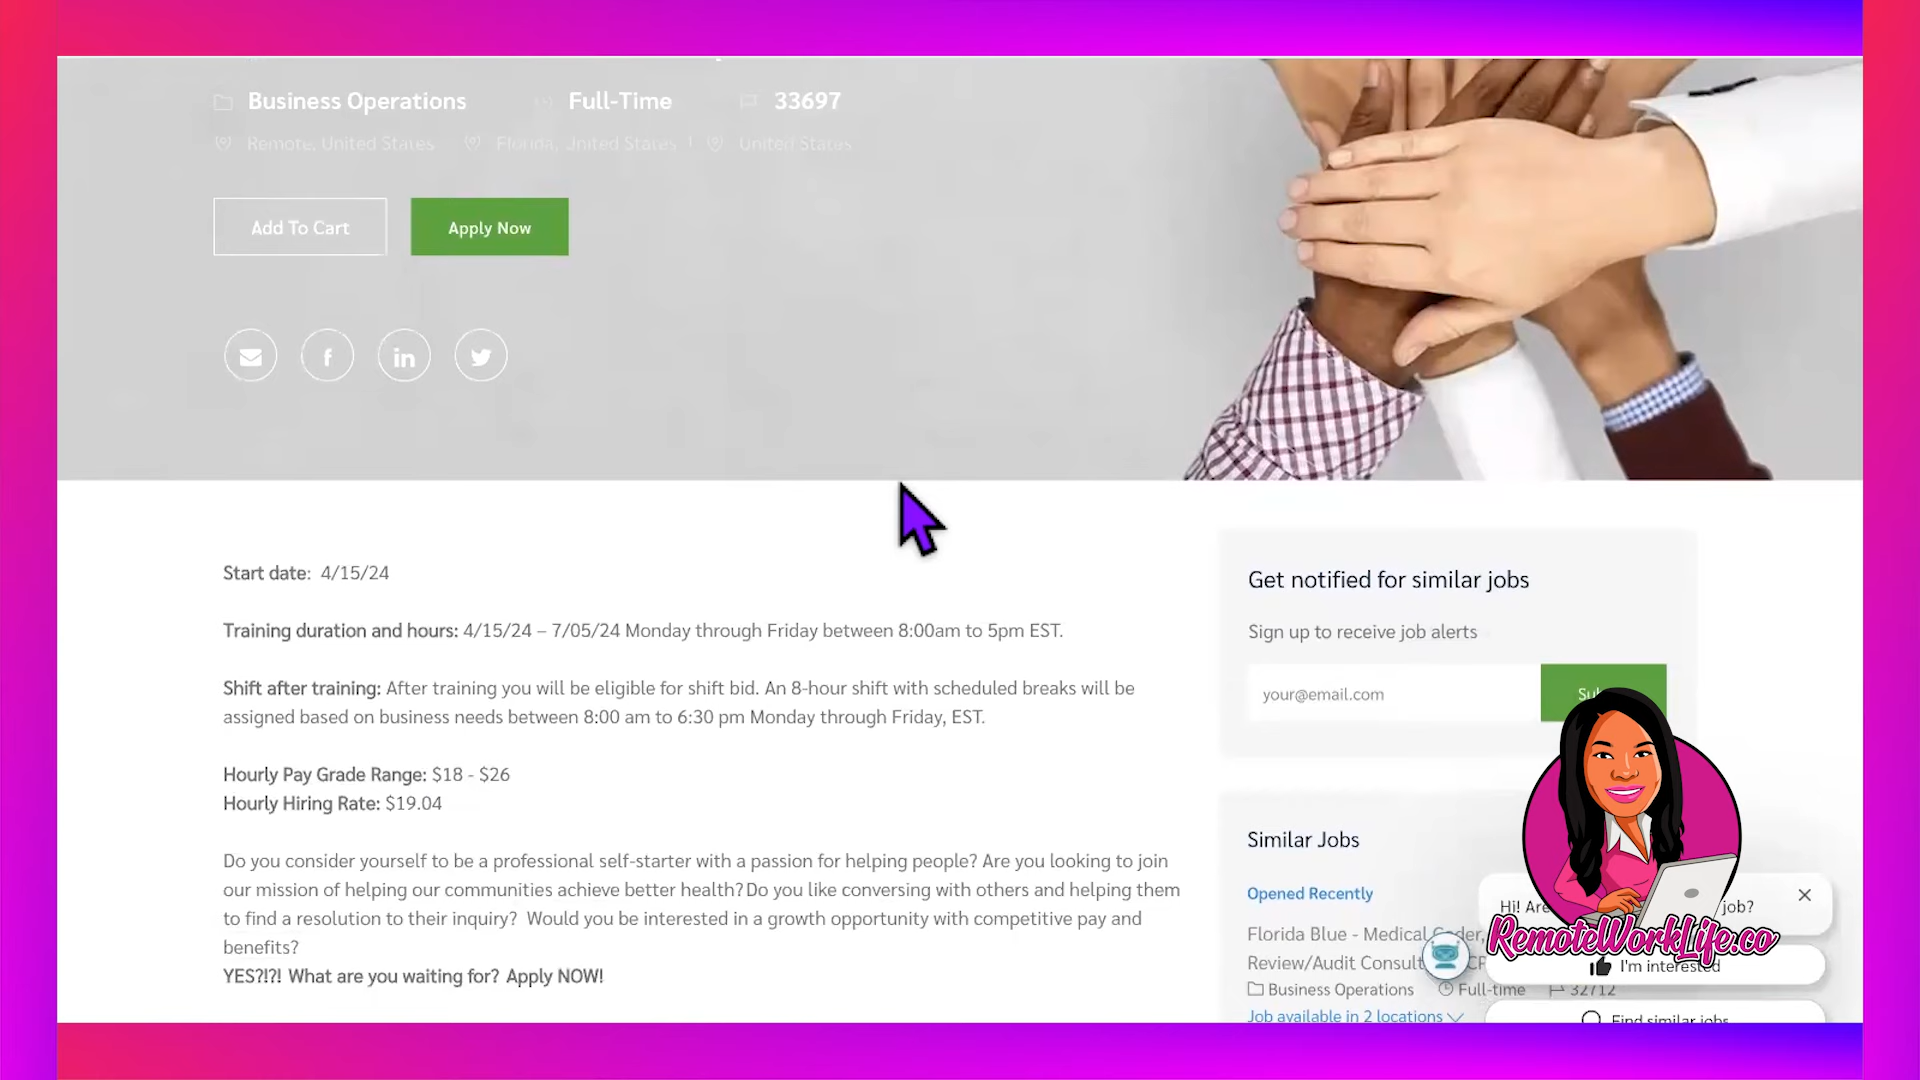 Business Operations
Full-Time
33697
Remote, United States
Florida, United States
United States
Add To Cart
Apply Now
Start date: 4/15/24
Training duration and hours: 4/15/24 – 7/05/24 Monday through Friday between 8:00am to 5pm EST.
Shift after training: After training you will be eligible for shift bid. An 8-hour shift with scheduled breaks will be
assigned based on business needs between 8:00 am to 6:30 pm Monday through Friday, EST.
Hourly Pay Grade Range: $18 - $26
Hourly Hiring Rate: $19.04
Do you consider yourself to be a professional self-starter with a passion for helping people? Are you looking to join
our mission of helping our communities achieve better health? Do you like conversing with others and helping them
to find a resolution to their inquiry? Would you be interested in a growth opportunity with competitive pay and
benefits?
YES?!?! What are you waiting for? Apply NOW!
Get notified for similar jobs
Sign up to receive job alerts
your@email.com
Similar Jobs
Opened Recently
Florida Blue - Medical Coder,
Review/Audit
Business Operations
Full-time
32712
Job available in 2 locations
Hi! job?
I'm interested
Find similar jobs
RemoteWorkLife.co